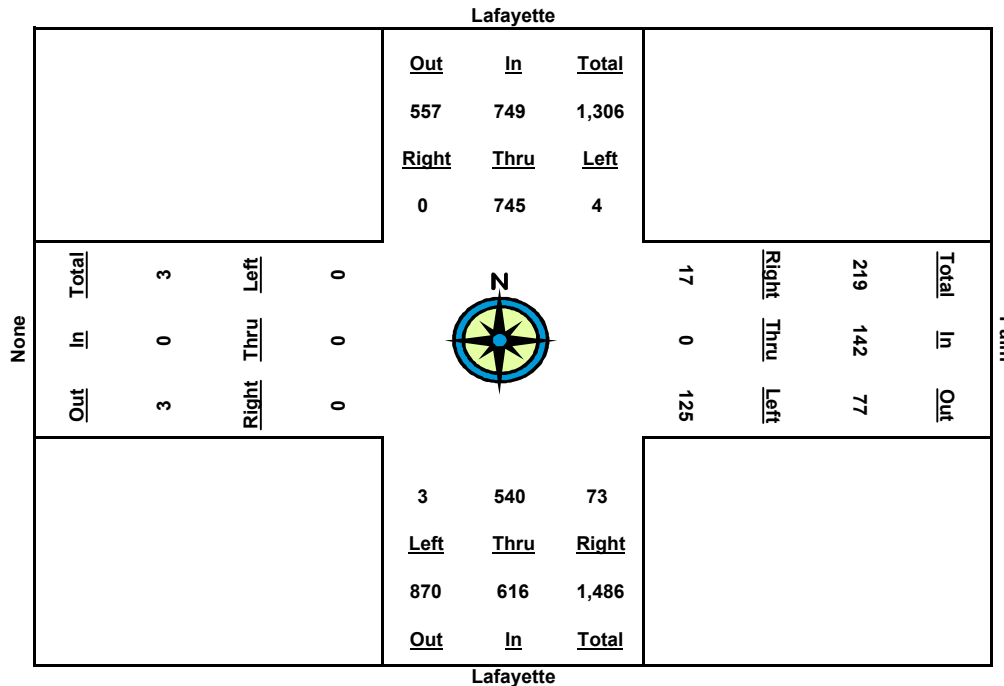 Lafayette
Out In Total
557 749 1,306
Right Thru Left
0 745 4
None
Total 3 Left 0
In 0 Thru 0
Out 3 Right 0
N
17 Right 219 Total
0 Thru 142 In
125 Left 77 Out
3 540 73
Left Thru Right
870 616 1,486
Out In Total
Lafayette